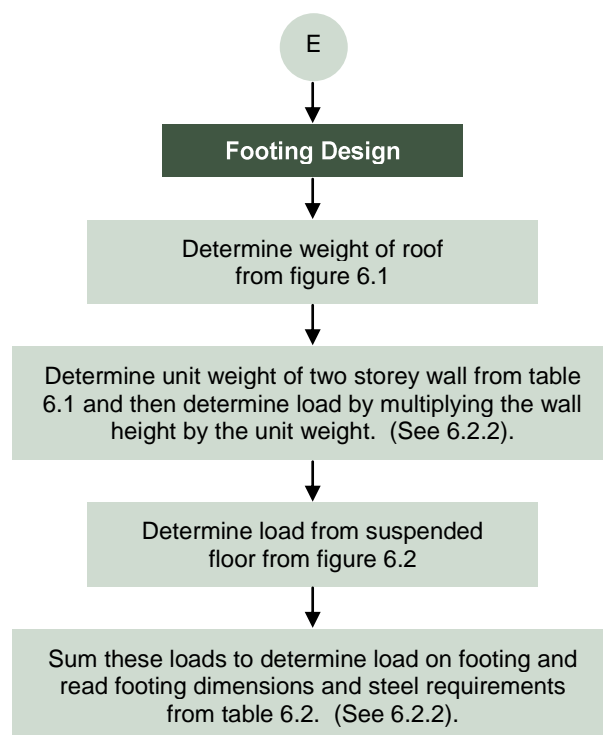 E
Footing Design
Determine weight of roof
from figure 6.1
Determine unit weight of two storey wall from table
6.1 and then determine load by multiplying the wall
height by the unit weight.  (See 6.2.2).
Determine load from suspended
floor from figure 6.2
Sum these loads to determine load on footing and
read footing dimensions and steel requirements
from table 6.2.  (See 6.2.2).